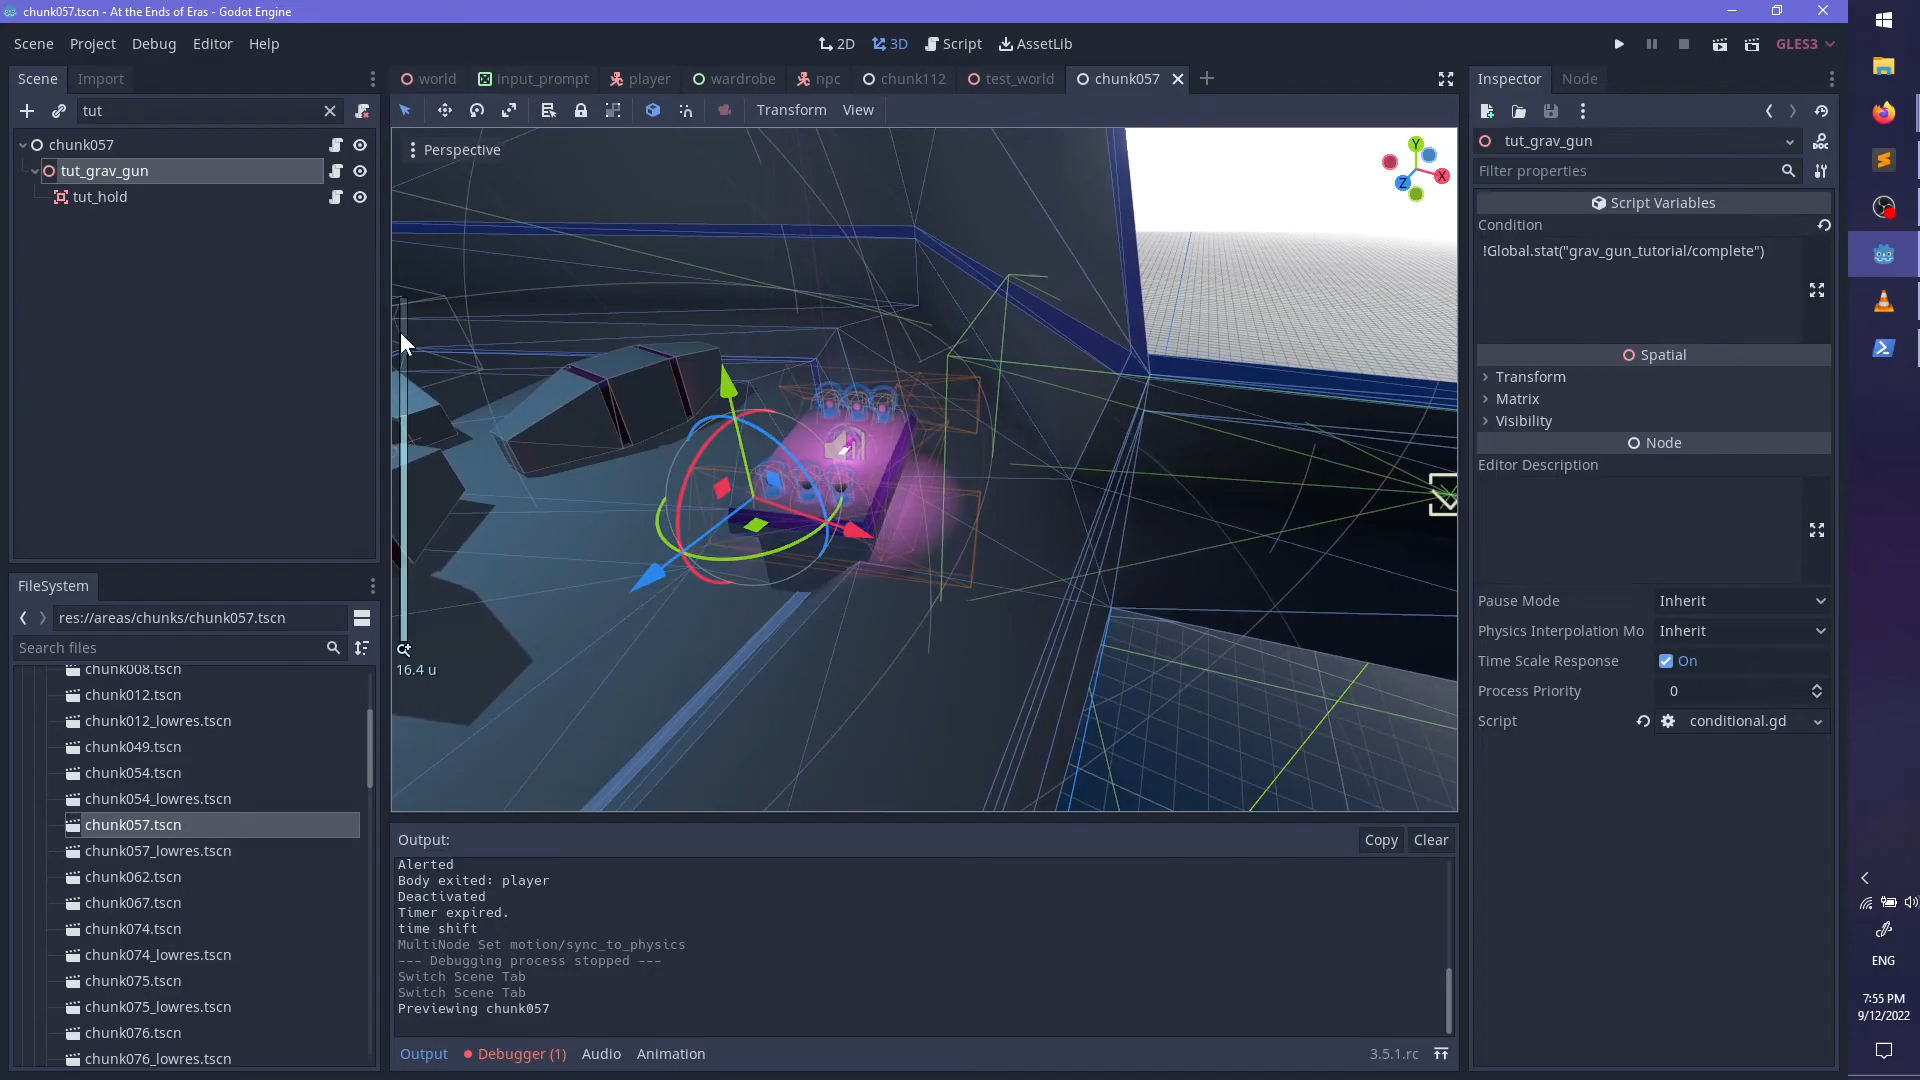 chunk057.tscn - At the Ends of Eras - Godot Engine
Scene Project Debug Editor Help
2D 3D Script AssetLib
GLES3
Scene Import
world input_prompt player wardrobe npc chunk112 test_world chunk057
Inspector Node
tut
Transform View
chunk057
tut_grav_gun
tut_hold
Perspective
Y
X
Z
16.4 u
tut_grav_gun
DOC
Filter properties
Script Variables
Condition
!Global.stat("grav_gun_tutorial/complete")
Spatial
Transform
Matrix
Visibility
Node
Editor Description
Pause Mode Inherit
Physics Interpolation Mo Inherit
Time Scale Response On
Process Priority 0
Script conditional.gd
FileSystem
res://areas/chunks/chunk057.tscn
Search files
chunk008.tscn
chunk012.tscn
chunk012_lowres.tscn
chunk049.tscn
chunk054.tscn
chunk054_lowres.tscn
chunk057.tscn
chunk057_lowres.tscn
chunk062.tscn
chunk067.tscn
chunk074.tscn
chunk074_lowres.tscn
chunk075.tscn
chunk075_lowres.tscn
chunk076.tscn
chunk076_lowres.tscn
Output: Copy Clear
Alerted
Body exited: player
Deactivated
Timer expired.
time shift
MultiNode Set motion/sync_to_physics
--- Debugging process stopped ---
Switch Scene Tab
Switch Scene Tab
Previewing chunk057
Output Debugger (1) Audio Animation
3.5.1.rc
ENG
7:55 PM
9/12/2022